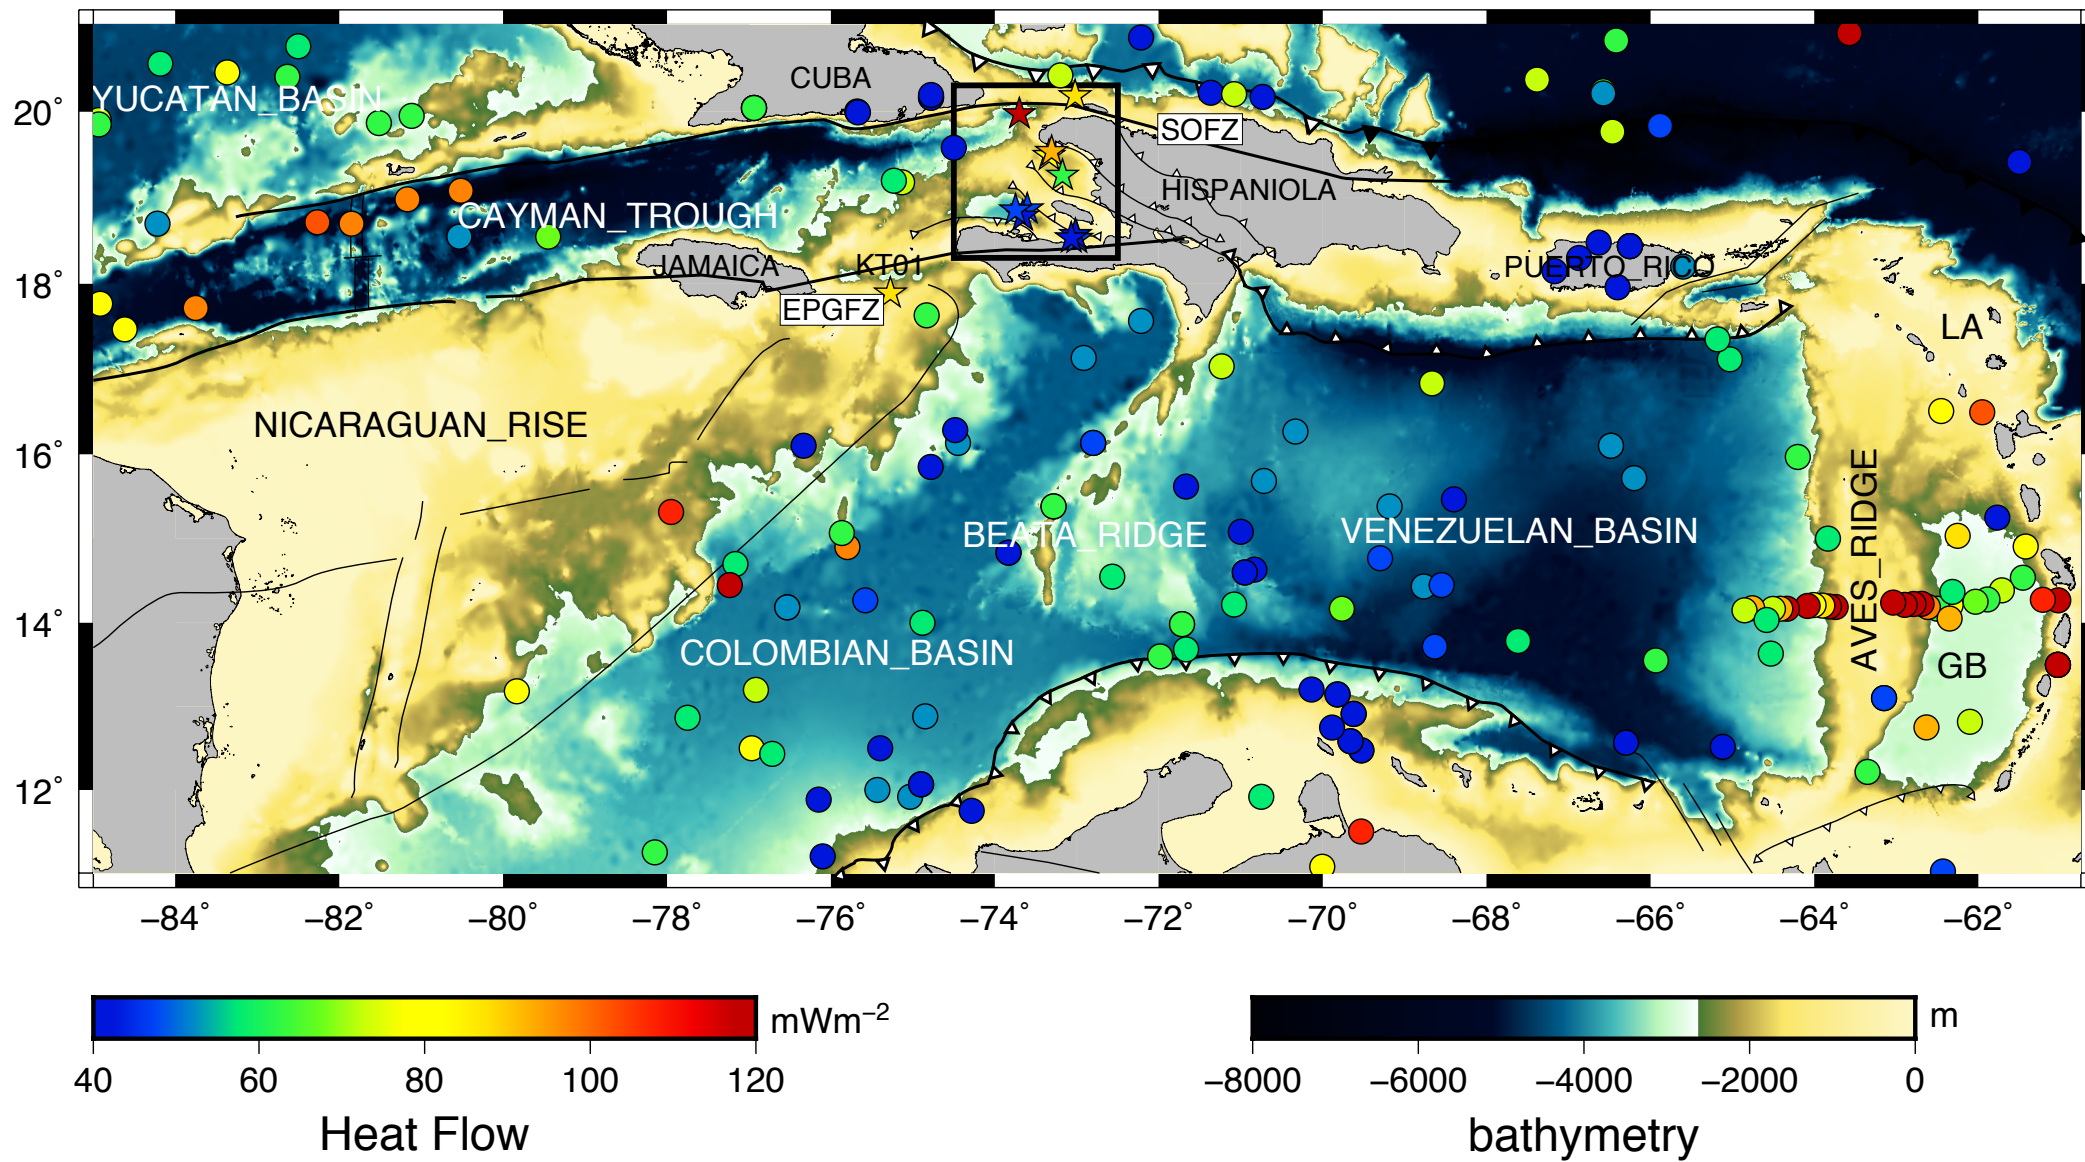 CUBA
YUCATAN_BASIN
20°
SOFZ
HISPANIOLA
CAYMAN_TROUGH
JAMAICA
KT01
PUERTO_RICO
18°
EPGFZ
LA
NICARAGUAN_RISE
16°
BEATA_RIDGE
VENEZUELAN_BASIN
AVES_RIDGE
14°
COLOMBIAN_BASIN
GB
12°
−84° −82° −80° −78° −76° −74° −72° −70° −68° −66° −64° −62°
mWm−2
m
40 60 80 100 120
−8000 −6000 −4000 −2000 0
Heat Flow
bathymetry